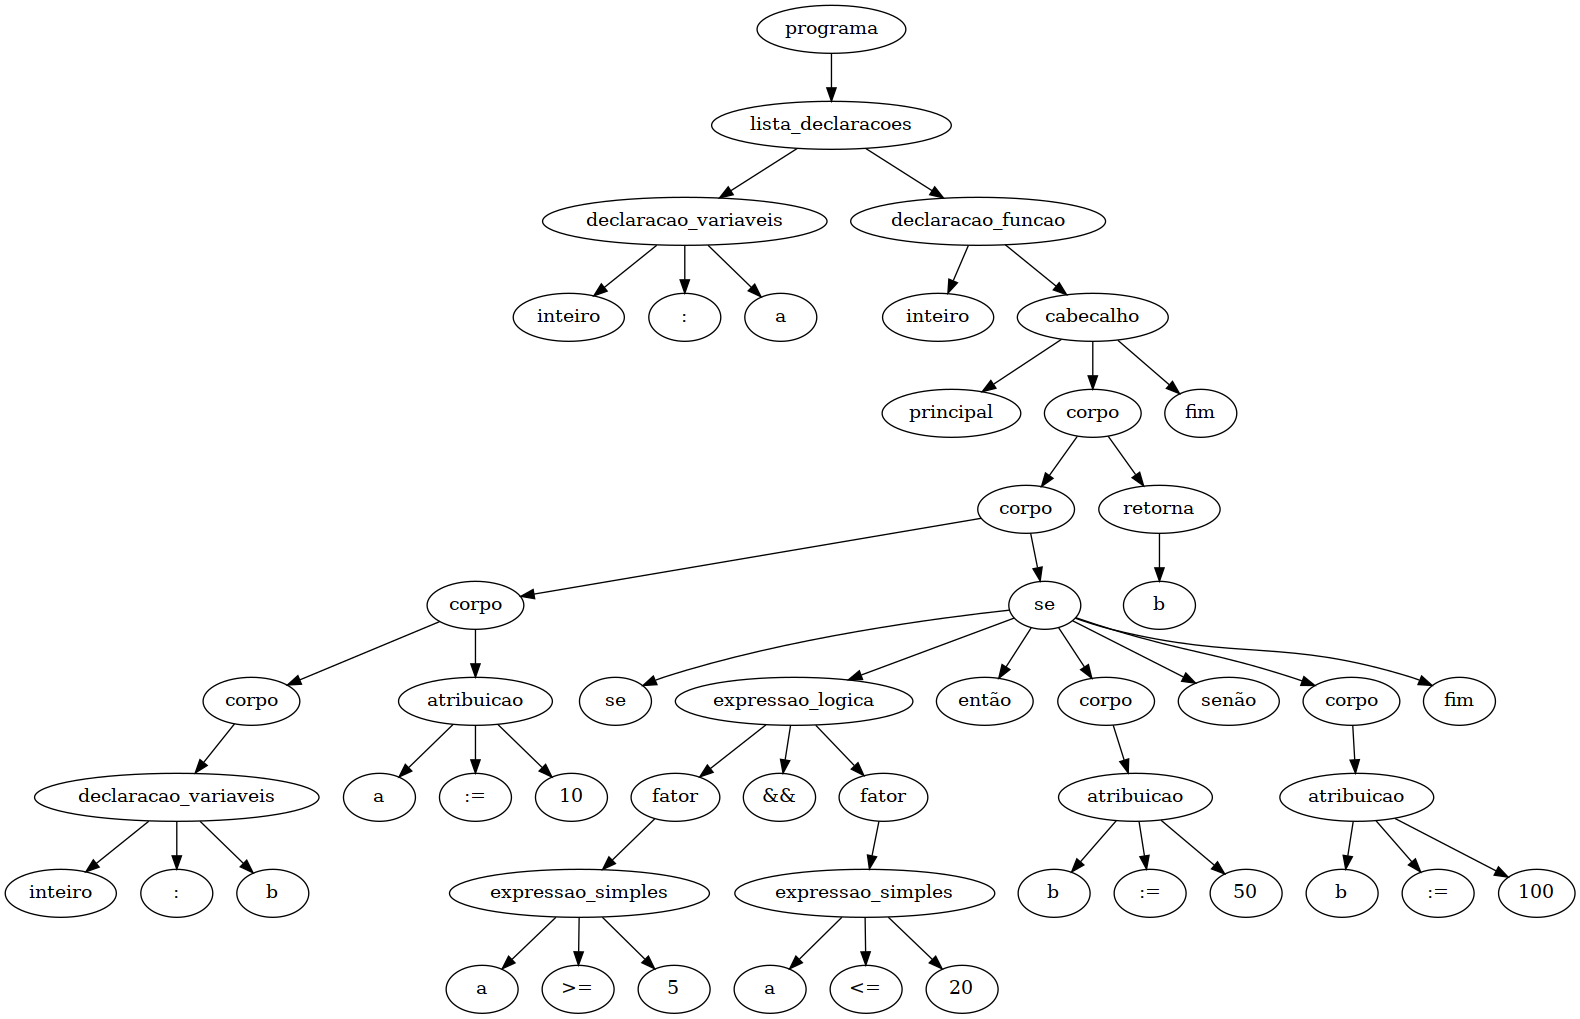 programa
lista_declaracoes
declaracao_variaveis
declaracao_funcao
inteiro
:
a
inteiro
cabecalho
principal
corpo
fim
corpo
retorna
corpo
se
b
corpo
atribuicao
se
expressao_logica
então
corpo
senão
corpo
fim
declaracao_variaveis
a
:=
10
fator
&&
fator
atribuicao
atribuicao
inteiro
:
b
expressao_simples
expressao_simples
b
:=
50
b
:=
100
a
>=
5
a
<=
20